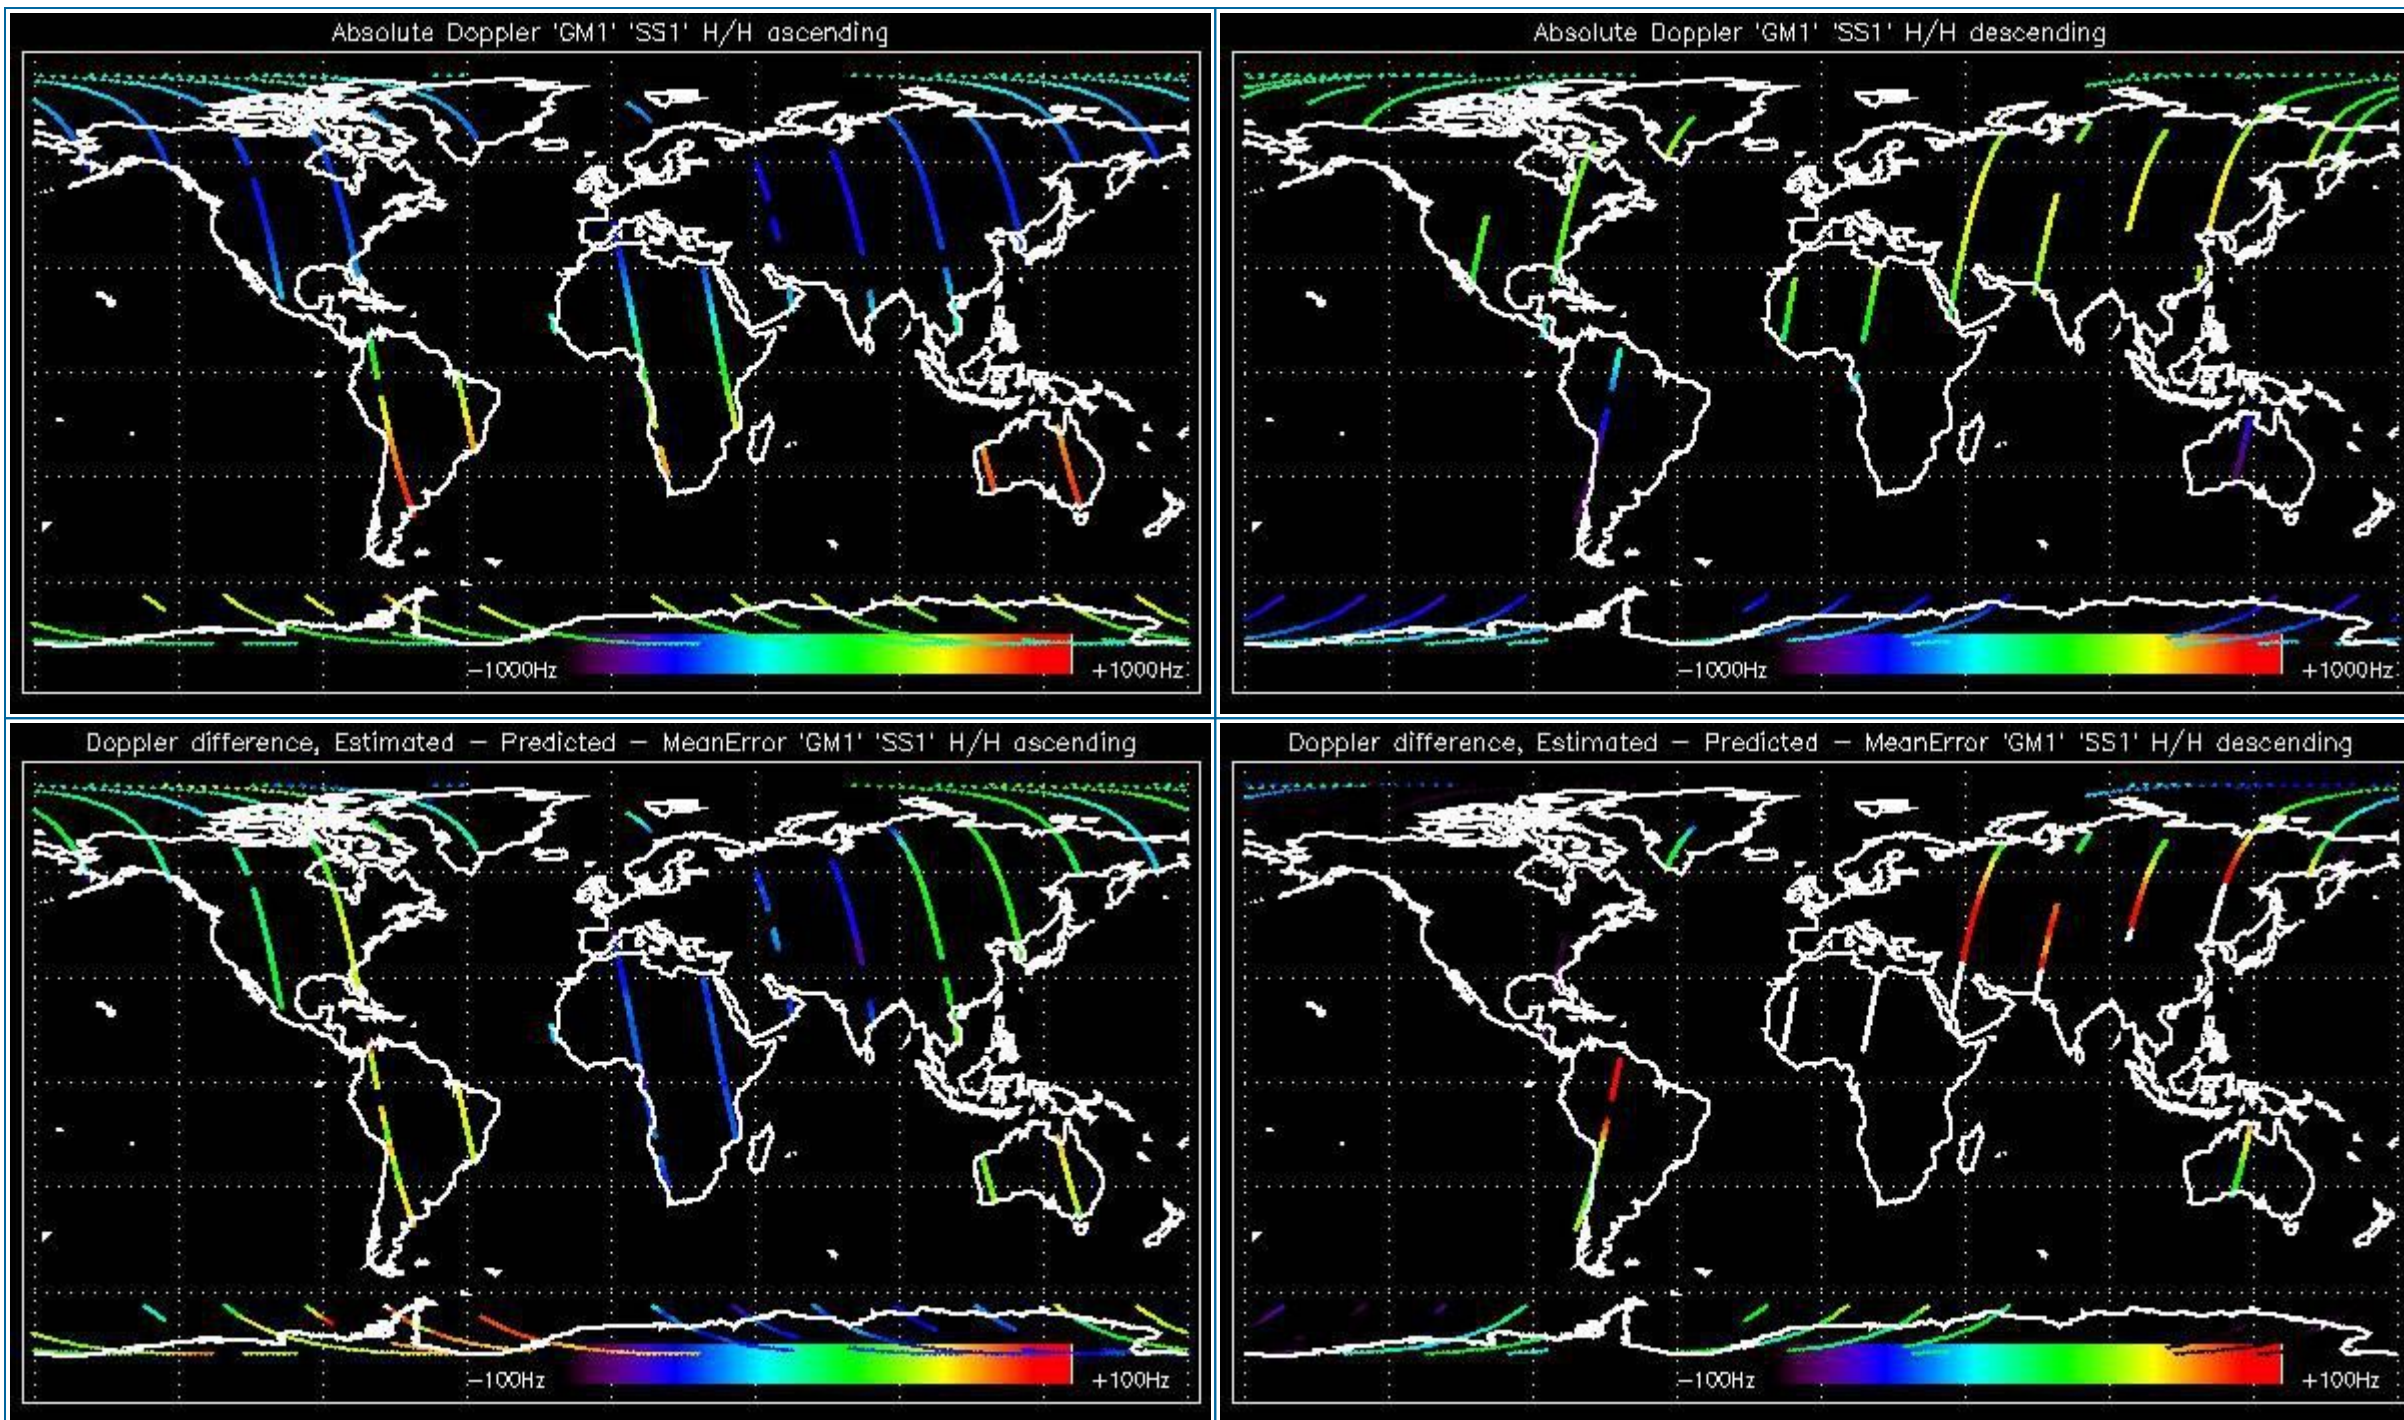 Absolute Doppler 'GM1' 'SS1' H/H ascending
-1000Hz
+1000Hz
Absolute Doppler 'GM1' 'SS1' H/H descending
-1000Hz
+1000Hz
Doppler difference, Estimated - Predicted - MeanError 'GM1' 'SS1' H/H ascending
-100Hz
+100Hz
Doppler difference, Estimated - Predicted - MeanError 'GM1' 'SS1' H/H descending
-100Hz
+100Hz